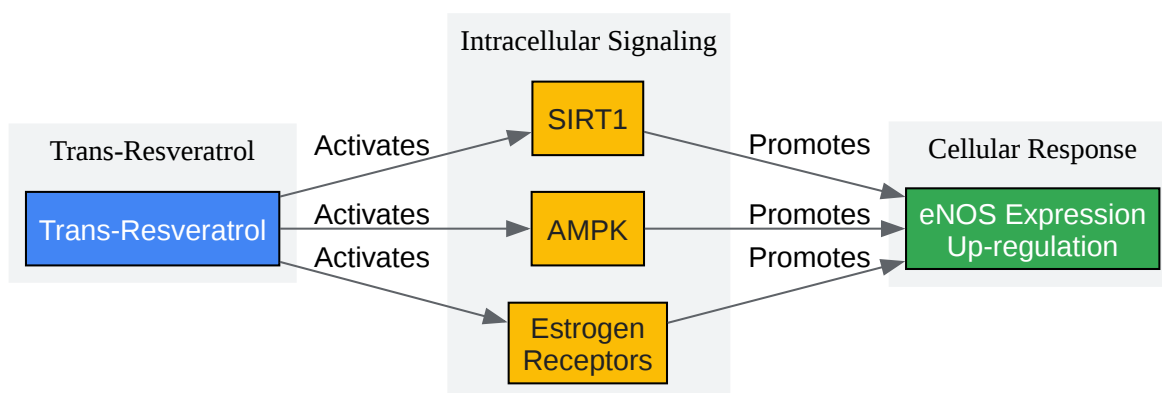 Intracellular Signaling
SIRT1
Trans-Resveratrol
Activates
Promotes
Cellular Response
Trans-Resveratrol
Activates
AMPK
Promotes
eNOS Expression
Up-regulation
Activates
Promotes
Estrogen
Receptors